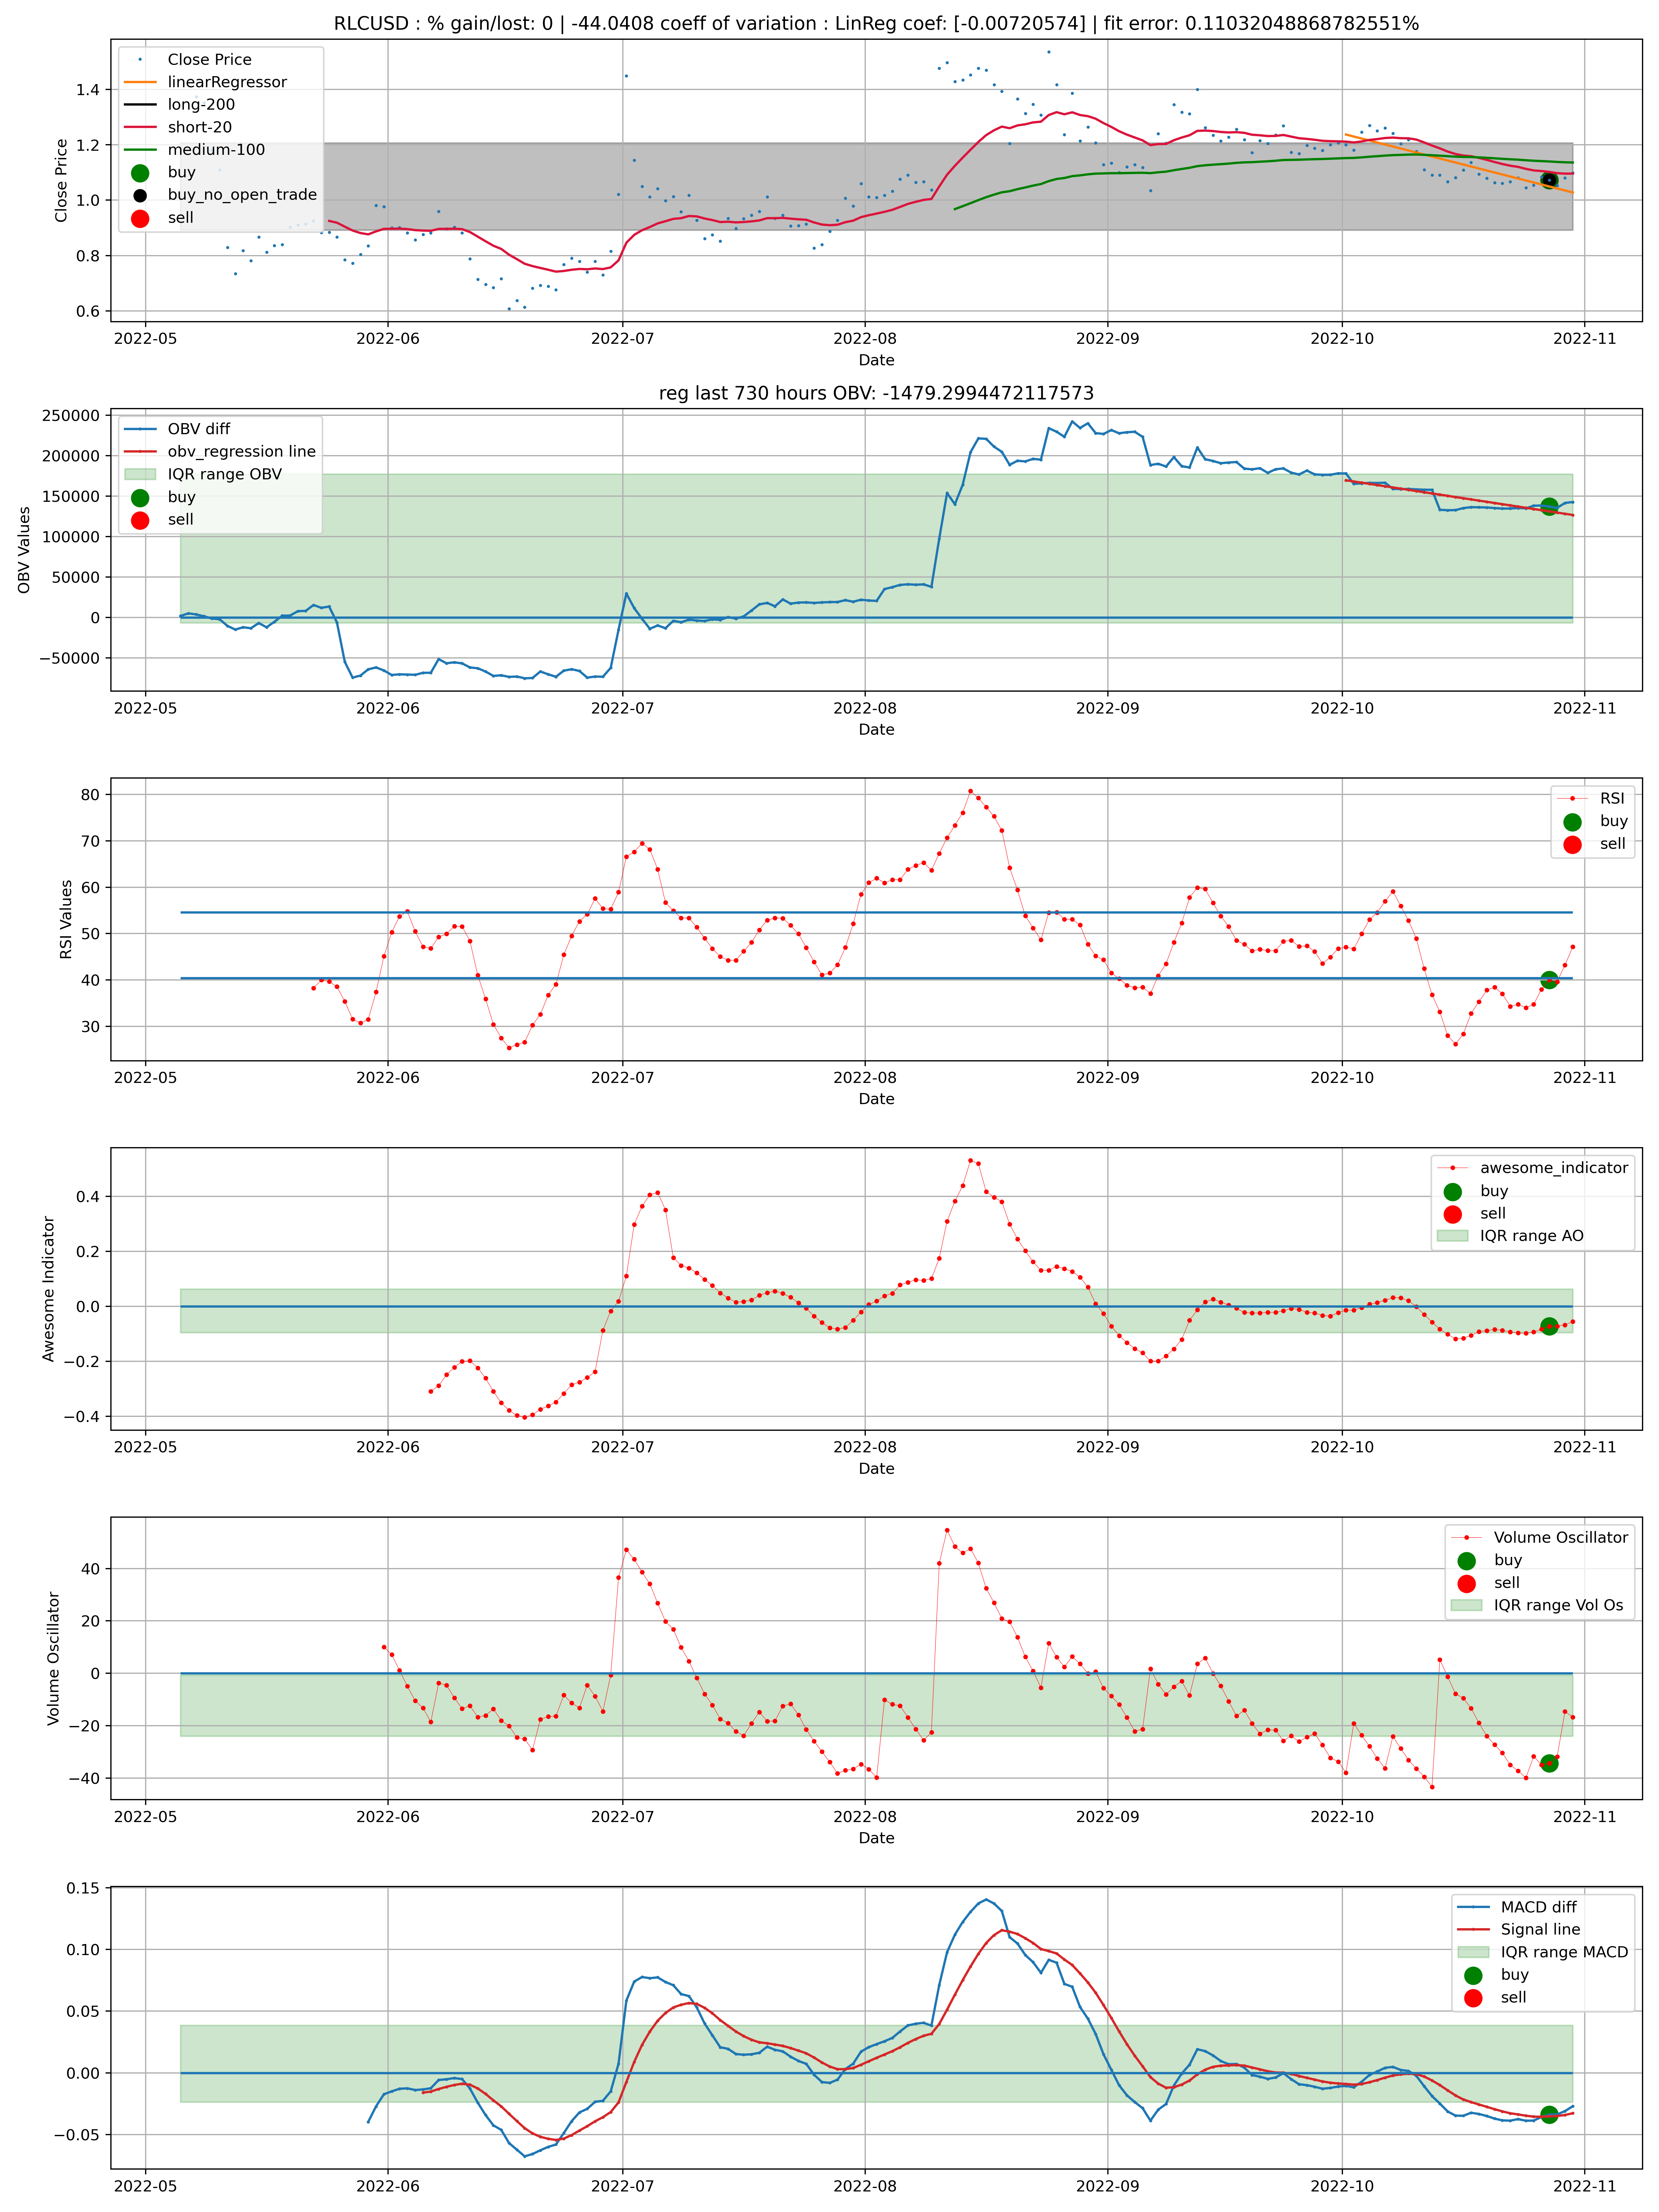 RLCUSD : % gain/lost: 0 | -44.0408 coeff of variation : LinReg coef: [-0.00720574] | fit error: 0.11032048868782551%
Close Price
linearRegressor
long-200
short-20
medium-100
buy
buy_no_open_trade
sell
Close Price
1.4
1.2
1.0
0.8
0.6
2022-05 2022-06 2022-07 2022-08 2022-09 2022-10 2022-11
Date
reg last 730 hours OBV: -1479.2994472117573
OBV diff
obv_regression line
IQR range OBV
buy
sell
OBV Values
250000
200000
150000
100000
50000
0
−50000
2022-05 2022-06 2022-07 2022-08 2022-09 2022-10 2022-11
Date
RSI
buy
sell
RSI Values
80
70
60
50
40
30
2022-05 2022-06 2022-07 2022-08 2022-09 2022-10 2022-11
Date
awesome_indicator
buy
sell
IQR range AO
Awesome Indicator
0.4
0.2
0.0
−0.2
−0.4
2022-05 2022-06 2022-07 2022-08 2022-09 2022-10 2022-11
Date
Volume Oscillator
buy
sell
IQR range Vol Os
Volume Oscillator
40
20
0
−20
−40
2022-05 2022-06 2022-07 2022-08 2022-09 2022-10 2022-11
Date
MACD diff
Signal line
IQR range MACD
buy
sell
0.15
0.10
0.05
0.00
−0.05
2022-05 2022-06 2022-07 2022-08 2022-09 2022-10 2022-11